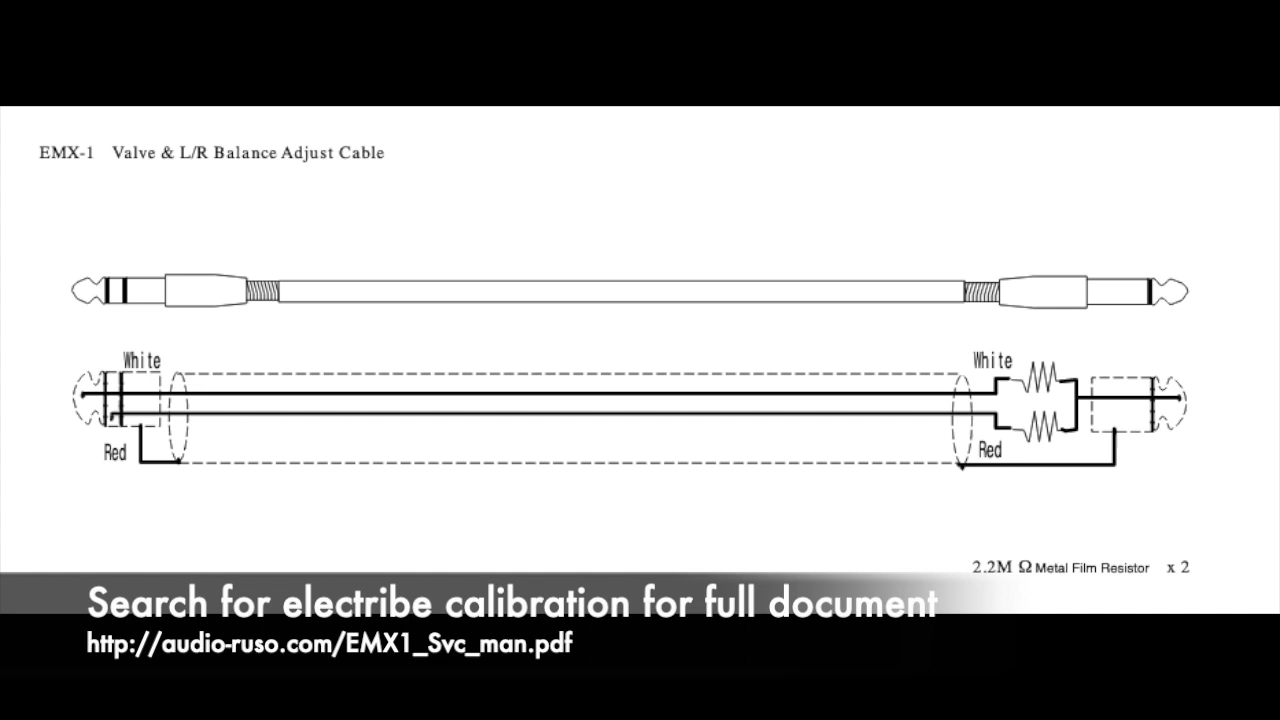 EMX-1 Valve & L/R Balance Adjust Cable
White White
Red Red
2.2M Ω Metal Film Resistor x 2
Search for electribe calibration for full document
http://audio-ruso.com/EMX1_Svc_man.pdf